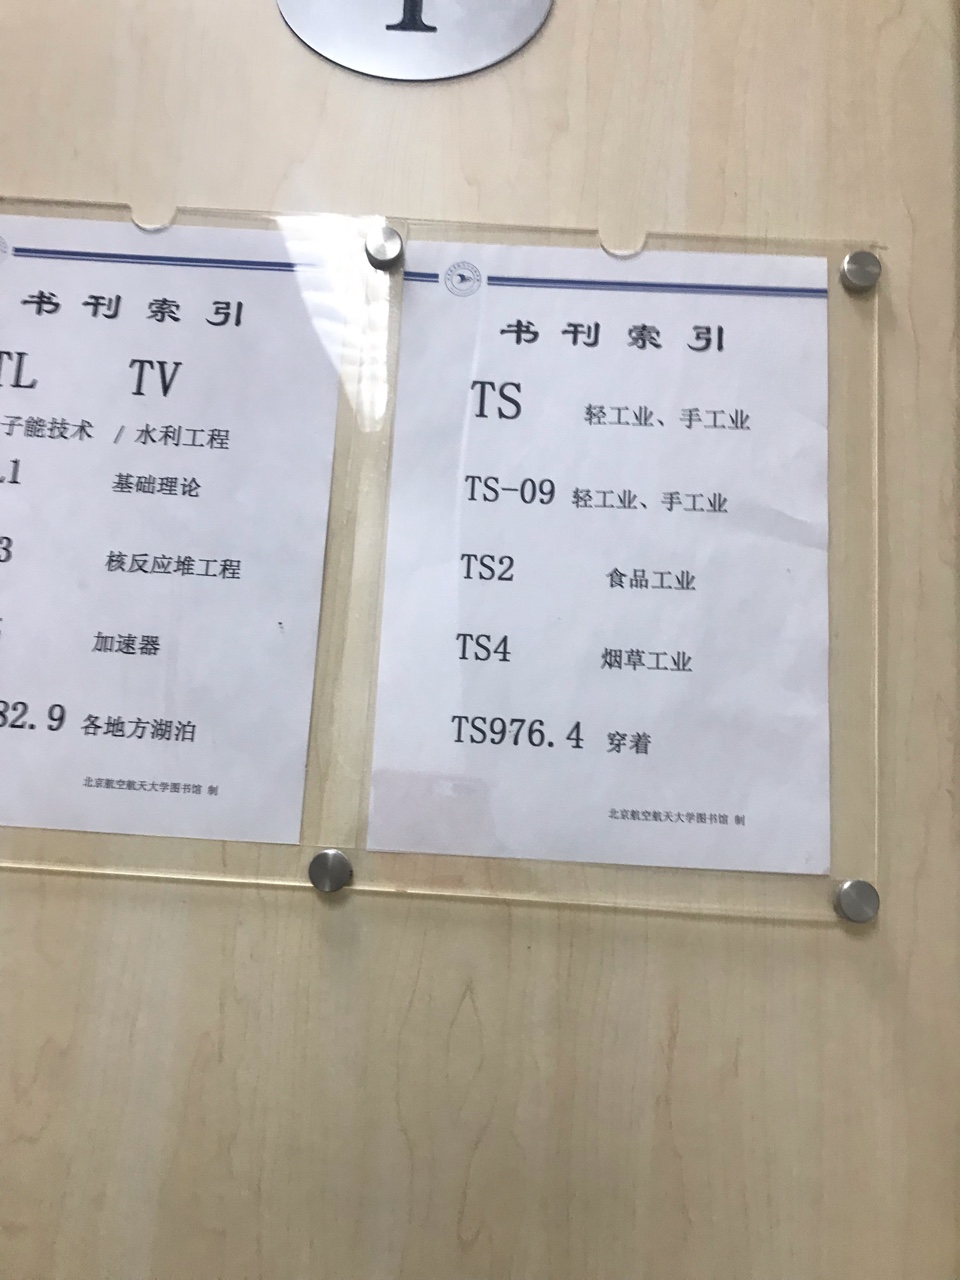 书刊索引
TL TV
子能技术 / 水利工程
.1 基础理论
3 核反应堆工程
加速器
82.9 各地方湖泊
北京航空航天大学图书馆 制
书刊索引
TS 轻工业、手工业
TS-09 轻工业、手工业
TS2 食品工业
TS4 烟草工业
TS976.4 穿着
北京航空航天大学图书馆 制